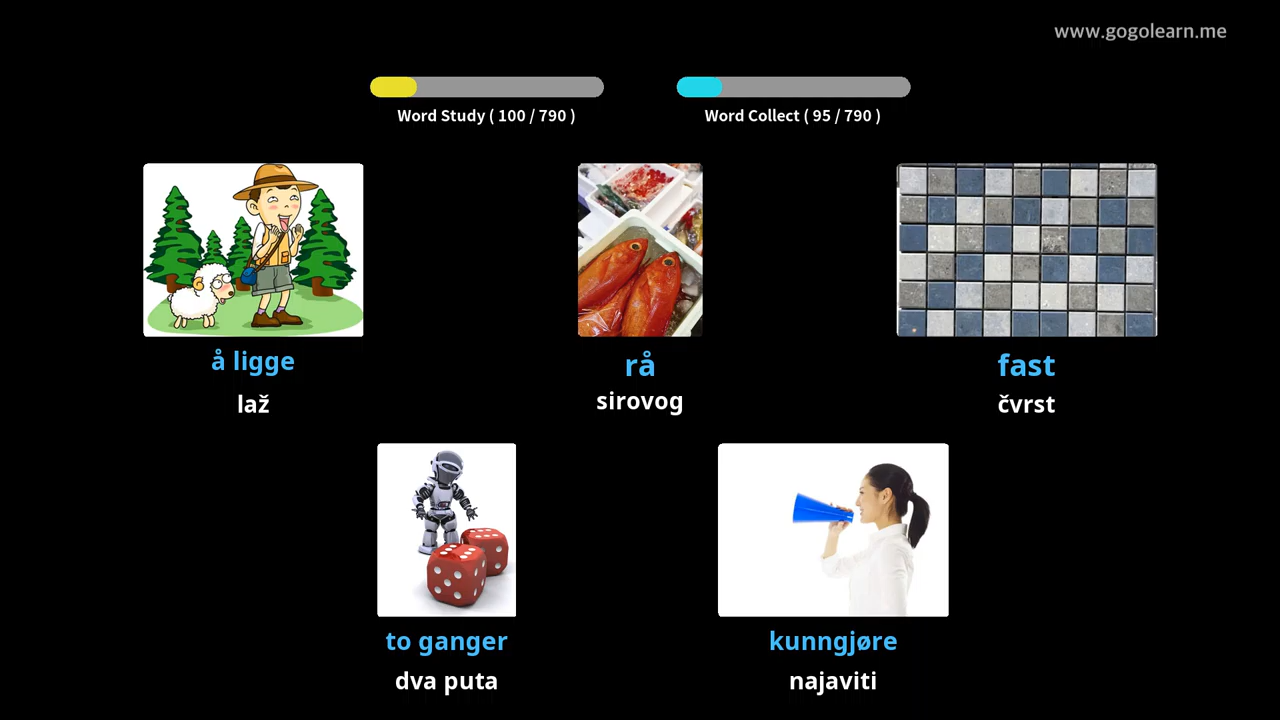 www.gogolearn.me
Word Study ( 100 / 790 )
Word Collect ( 95 / 790 )
å ligge
rå
fast
laž
sirovog
čvrst
to ganger
kunngjøre
dva puta
najaviti